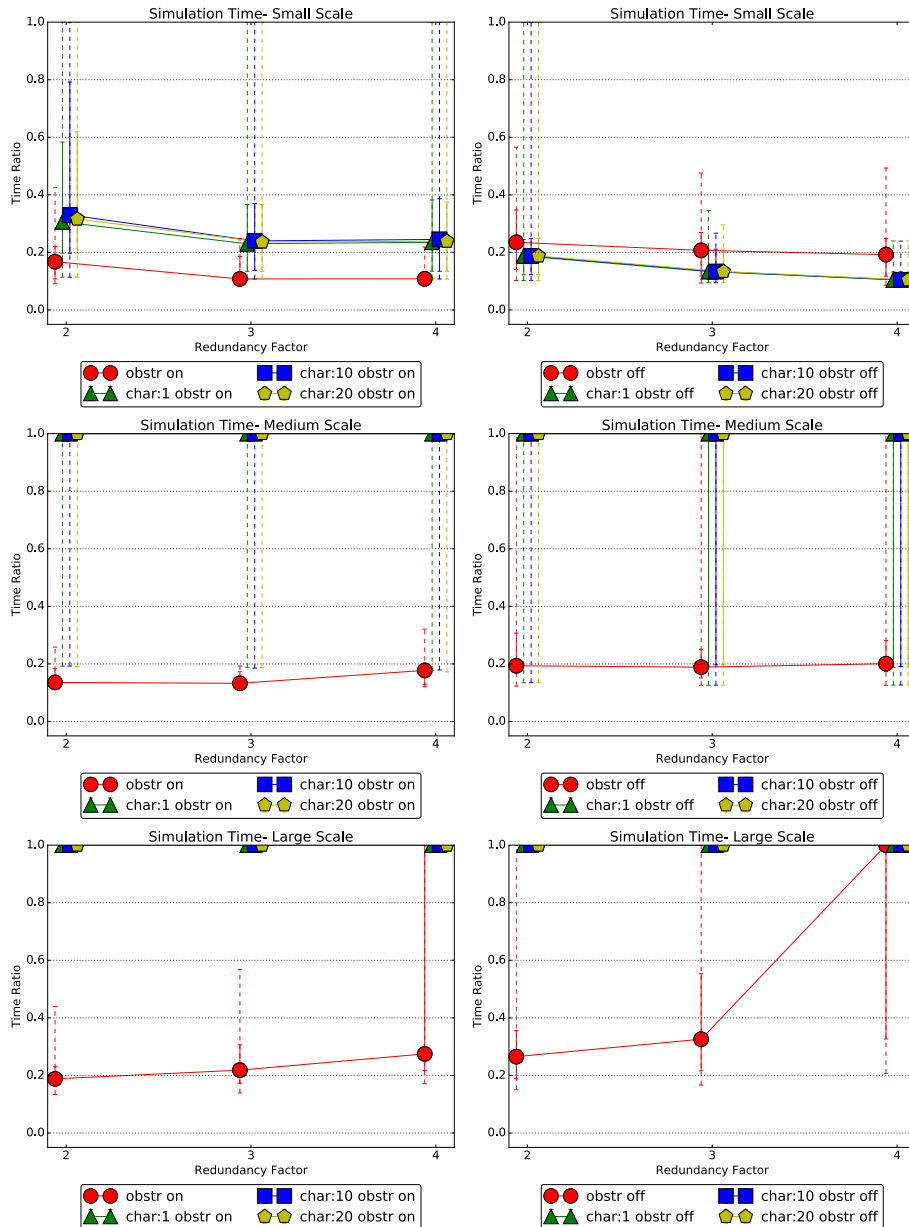 Simulation Time- Small Scale
1.0
0.8
0.6
0.4
0.2
0.0
Time Ratio
2
3
4
Redundancy Factor
obstr on
char:10 obstr on
char:1 obstr on
char:20 obstr on
Simulation Time- Small Scale
1.0
0.8
0.6
0.4
0.2
0.0
Time Ratio
2
3
4
Redundancy Factor
obstr off
char:10 obstr off
char:1 obstr off
char:20 obstr off
Simulation Time- Medium Scale
1.0
0.8
0.6
0.4
0.2
0.0
Time Ratio
2
3
4
Redundancy Factor
obstr on
char:10 obstr on
char:1 obstr on
char:20 obstr on
Simulation Time- Medium Scale
1.0
0.8
0.6
0.4
0.2
0.0
Time Ratio
2
3
4
Redundancy Factor
obstr off
char:10 obstr off
char:1 obstr off
char:20 obstr off
Simulation Time- Large Scale
1.0
0.8
0.6
0.4
0.2
0.0
Time Ratio
2
3
4
Redundancy Factor
obstr on
char:10 obstr on
char:1 obstr on
char:20 obstr on
Simulation Time- Large Scale
1.0
0.8
0.6
0.4
0.2
0.0
Time Ratio
2
3
4
Redundancy Factor
obstr off
char:10 obstr off
char:1 obstr off
char:20 obstr off